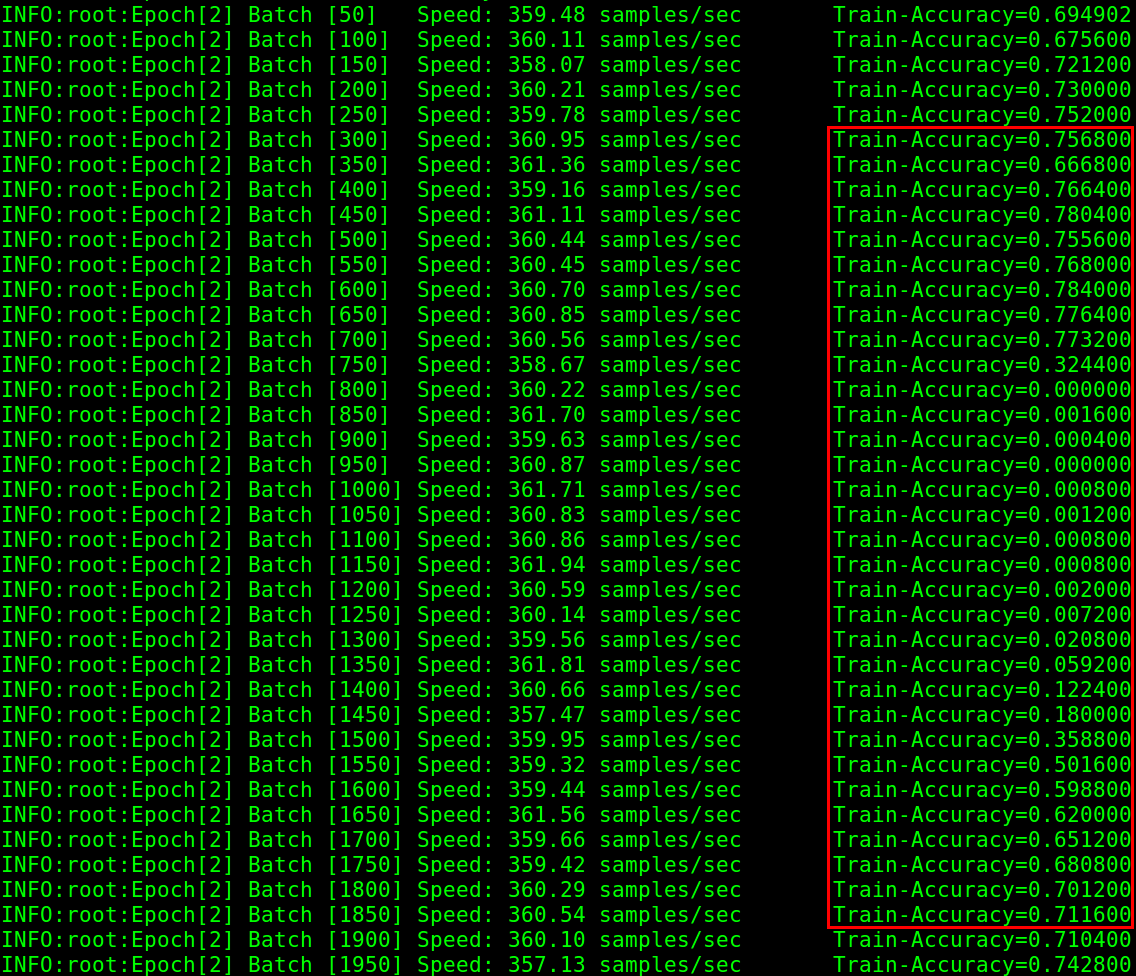 INFO:root:Epoch[2] Batch [50] Speed: 359.48 samples/sec Train-Accuracy=0.694902
INFO:root:Epoch[2] Batch [100] Speed: 360.11 samples/sec Train-Accuracy=0.675600
INFO:root:Epoch[2] Batch [150] Speed: 358.07 samples/sec Train-Accuracy=0.721200
INFO:root:Epoch[2] Batch [200] Speed: 360.21 samples/sec Train-Accuracy=0.730000
INFO:root:Epoch[2] Batch [250] Speed: 359.78 samples/sec Train-Accuracy=0.752000
INFO:root:Epoch[2] Batch [300] Speed: 360.95 samples/sec Train-Accuracy=0.756800
INFO:root:Epoch[2] Batch [350] Speed: 361.36 samples/sec Train-Accuracy=0.666800
INFO:root:Epoch[2] Batch [400] Speed: 359.16 samples/sec Train-Accuracy=0.766400
INFO:root:Epoch[2] Batch [450] Speed: 361.11 samples/sec Train-Accuracy=0.780400
INFO:root:Epoch[2] Batch [500] Speed: 360.44 samples/sec Train-Accuracy=0.755600
INFO:root:Epoch[2] Batch [550] Speed: 360.45 samples/sec Train-Accuracy=0.768000
INFO:root:Epoch[2] Batch [600] Speed: 360.70 samples/sec Train-Accuracy=0.784000
INFO:root:Epoch[2] Batch [650] Speed: 360.85 samples/sec Train-Accuracy=0.776400
INFO:root:Epoch[2] Batch [700] Speed: 360.56 samples/sec Train-Accuracy=0.773200
INFO:root:Epoch[2] Batch [750] Speed: 358.67 samples/sec Train-Accuracy=0.324400
INFO:root:Epoch[2] Batch [800] Speed: 360.22 samples/sec Train-Accuracy=0.000000
INFO:root:Epoch[2] Batch [850] Speed: 361.70 samples/sec Train-Accuracy=0.001600
INFO:root:Epoch[2] Batch [900] Speed: 359.63 samples/sec Train-Accuracy=0.000400
INFO:root:Epoch[2] Batch [950] Speed: 360.87 samples/sec Train-Accuracy=0.000000
INFO:root:Epoch[2] Batch [1000] Speed: 361.71 samples/sec Train-Accuracy=0.000800
INFO:root:Epoch[2] Batch [1050] Speed: 360.83 samples/sec Train-Accuracy=0.001200
INFO:root:Epoch[2] Batch [1100] Speed: 360.86 samples/sec Train-Accuracy=0.000800
INFO:root:Epoch[2] Batch [1150] Speed: 361.94 samples/sec Train-Accuracy=0.000800
INFO:root:Epoch[2] Batch [1200] Speed: 360.59 samples/sec Train-Accuracy=0.002000
INFO:root:Epoch[2] Batch [1250] Speed: 360.14 samples/sec Train-Accuracy=0.007200
INFO:root:Epoch[2] Batch [1300] Speed: 359.56 samples/sec Train-Accuracy=0.020800
INFO:root:Epoch[2] Batch [1350] Speed: 361.81 samples/sec Train-Accuracy=0.059200
INFO:root:Epoch[2] Batch [1400] Speed: 360.66 samples/sec Train-Accuracy=0.122400
INFO:root:Epoch[2] Batch [1450] Speed: 357.47 samples/sec Train-Accuracy=0.180000
INFO:root:Epoch[2] Batch [1500] Speed: 359.95 samples/sec Train-Accuracy=0.358800
INFO:root:Epoch[2] Batch [1550] Speed: 359.32 samples/sec Train-Accuracy=0.501600
INFO:root:Epoch[2] Batch [1600] Speed: 359.44 samples/sec Train-Accuracy=0.598800
INFO:root:Epoch[2] Batch [1650] Speed: 361.56 samples/sec Train-Accuracy=0.620000
INFO:root:Epoch[2] Batch [1700] Speed: 359.66 samples/sec Train-Accuracy=0.651200
INFO:root:Epoch[2] Batch [1750] Speed: 359.42 samples/sec Train-Accuracy=0.680800
INFO:root:Epoch[2] Batch [1800] Speed: 360.29 samples/sec Train-Accuracy=0.701200
INFO:root:Epoch[2] Batch [1850] Speed: 360.54 samples/sec Train-Accuracy=0.711600
INFO:root:Epoch[2] Batch [1900] Speed: 360.10 samples/sec Train-Accuracy=0.710400
INFO:root:Epoch[2] Batch [1950] Speed: 357.13 samples/sec Train-Accuracy=0.742800